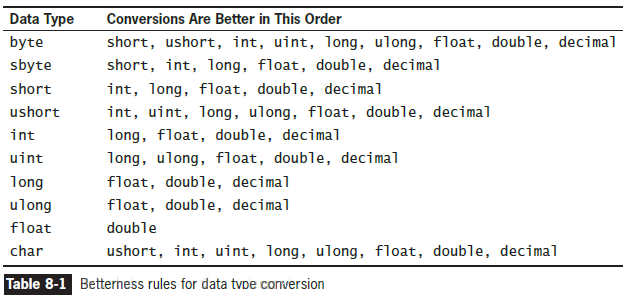 Data Type Conversions Are Better in This Order
byte short, ushort, int, uint, long, ulong, float, double, decimal
sbyte short, int, long, float, double, decimal
short int, long, float, double, decimal
ushort int, uint, long, ulong, float, double, decimal
int long, float, double, decimal
uint long, ulong, float, double, decimal
long float, double, decimal
ulong float, double, decimal
float double
char ushort, int, uint, long, ulong, float, double, decimal
Table 8-1 Betterness rules for data type conversion